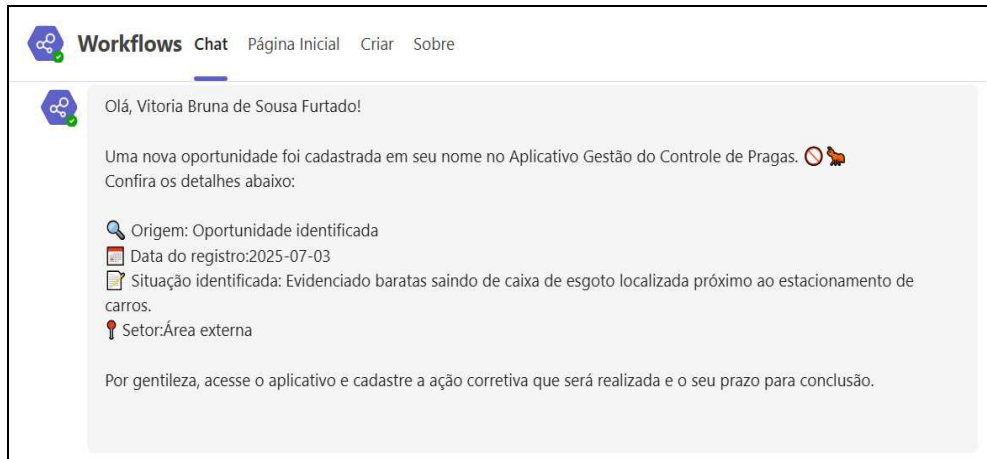 Workflows Chat Página Inicial Criar Sobre
Olá, Vitoria Bruna de Sousa Furtado!
Uma nova oportunidade foi cadastrada em seu nome no Aplicativo Gestão do Controle de Pragas. 🚫🐜
Confira os detalhes abaixo:
🔍 Origem: Oportunidade identificada
📅 Data do registro:2025-07-03
📝 Situação identificada: Evidenciado baratas saindo de caixa de esgoto localizada próximo ao estacionamento de
carros.
📍 Setor:Área externa
Por gentileza, acesse o aplicativo e cadastre a ação corretiva que será realizada e o seu prazo para conclusão.